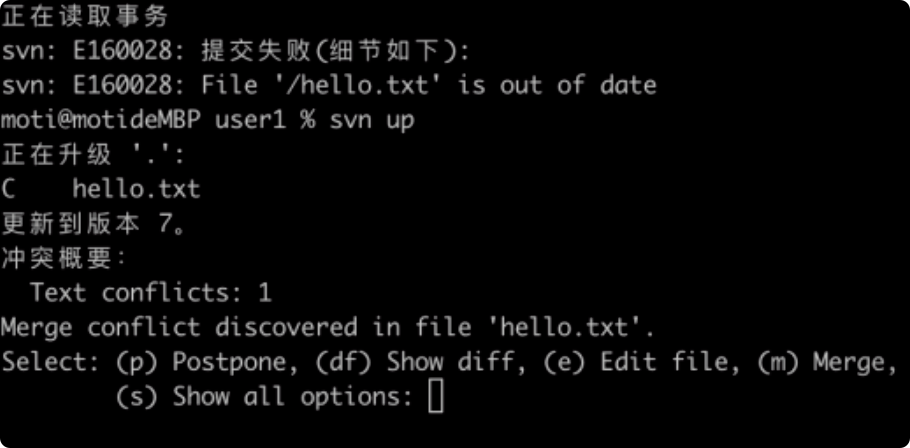 正在读取事务
svn: E160028: 提交失败(细节如下):
svn: E160028: File '/hello.txt' is out of date
moti@motideMBP user1 % svn up
正在升级 '.':
C    hello.txt
更新到版本 7。
冲突概要:
  Text conflicts: 1
Merge conflict discovered in file 'hello.txt'.
Select: (p) Postpone, (df) Show diff, (e) Edit file, (m) Merge,
        (s) Show all options: